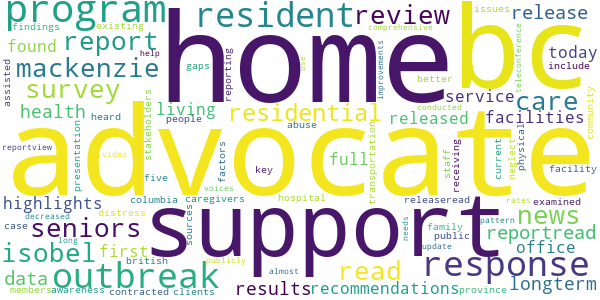 program
home
bc
resident
review
release
issues
existing
findings
comprehensive
found
report
help
today
teleconference
mackenzie
gaps
reporting
improvements
better
include
assisted
survey
service
care
health
living
residential
released
facilities
stakeholders
people
heard
abuse
advocate
community
reportview
video
presentation
five
factors
key
full
transportation
staff
conducted
receiving
current
neglect
physical
facility
use
highlights
columbia
caregivers
hospital
voices
rates
examined
case
decreased
distress
sources
support
needs
family
public
pattern
releaseread
news
seniors
first
british
publicly
update
reportread
office
isobel
long
almost
response
data
outbreak
read
province
longterm
members
awareness
contracted
clients
results
recommendations